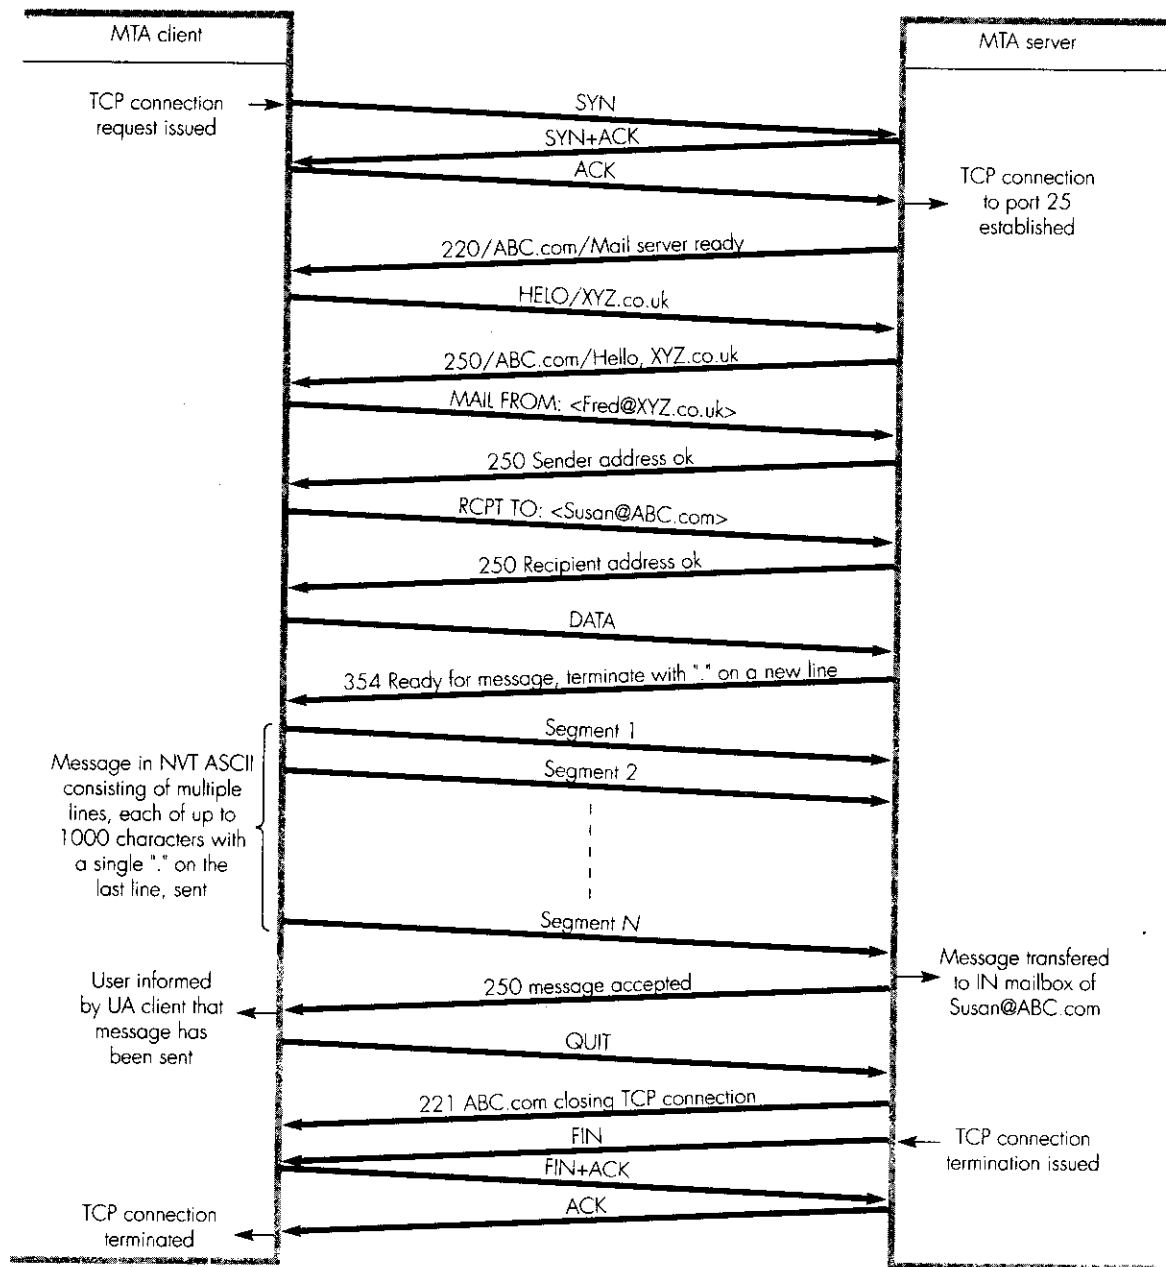 MTA client
MTA server
TCP connection
request issued
SYN
SYN+ACK
ACK
TCP connection
to port 25
established
220/ABC.com/Mail server ready
HELO/XYZ.co.uk
250/ABC.com/Hello, XYZ.co.uk
MAIL FROM: <Fred@XYZ.co.uk>
250 Sender address ok
RCPT TO: <Susan@ABC.com>
250 Recipient address ok
DATA
354 Ready for message, terminate with "." on a new line
Segment 1
Segment 2
Message in NVT ASCII
consisting of multiple
lines, each of up to
1000 characters with
a single "." on the
last line, sent
Segment N
Message transfered
to IN mailbox of
Susan@ABC.com
250 message accepted
User informed
by UA client that
message has
been sent
QUIT
221 ABC.com closing TCP connection
FIN
TCP connection
termination issued
FIN+ACK
ACK
TCP connection
terminated